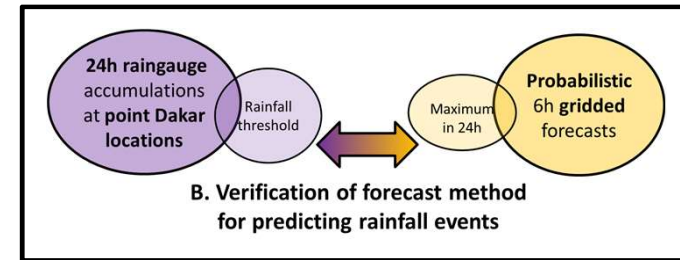 24h raingauge
accumulations
at point Dakar
locations
Rainfall
threshold
Maximum
in 24h
Probabilistic
6h gridded
forecasts
B. Verification of forecast method
for predicting rainfall events